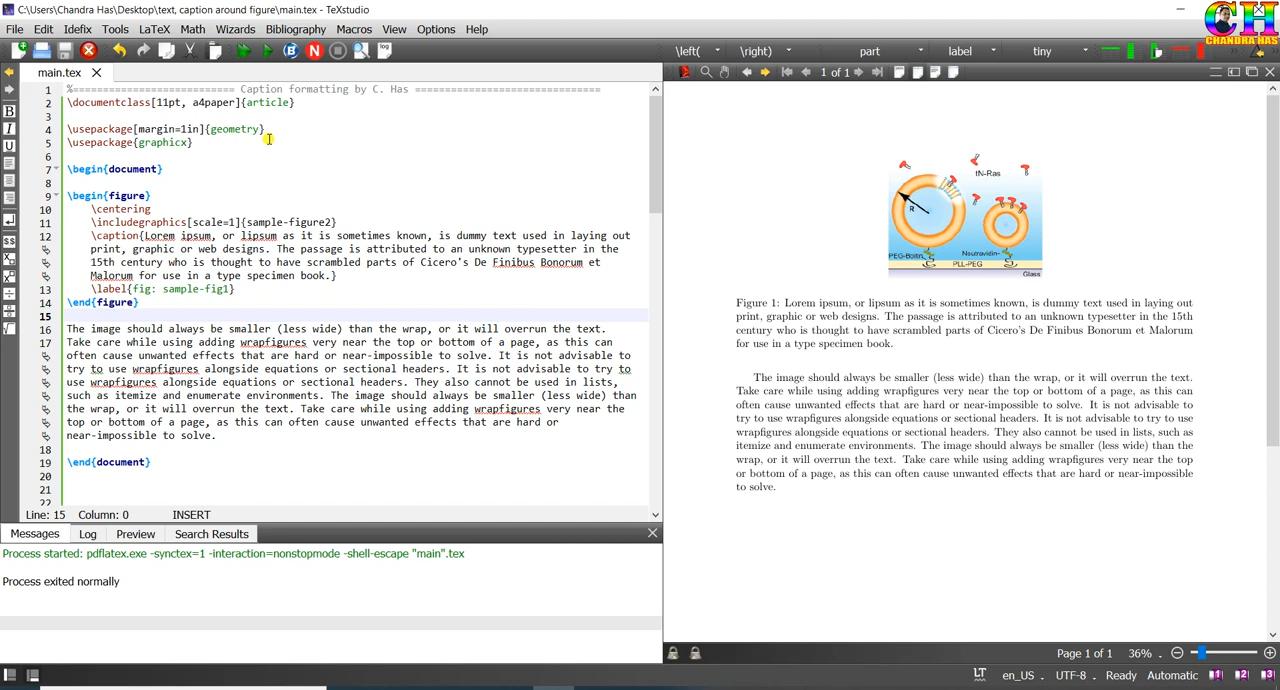 C:\Users\Chandra Has\Desktop\text, caption around figure\main.tex - TeXstudio
File Edit Idefix Tools LaTeX Math Wizards Bibliography Macros View Options Help
CH
CHANDRA HAS
\left( \right) part label tiny
main.tex
1 of 1
1 %========================== Caption formatting by C. Has =============================
2 \documentclass[11pt, a4paper]{article}
3
4 \usepackage[margin=1in]{geometry}
5 \usepackage{graphicx}
6
7 \begin{document}
8
9 \begin{figure}
10 \centering
11 \includegraphics[scale=1]{sample-figure2}
12 \caption{Lorem ipsum, or lipsum as it is sometimes known, is dummy text used in laying out
print, graphic or web designs. The passage is attributed to an unknown typesetter in the
15th century who is thought to have scrambled parts of Cicero's De Finibus Bonorum et
Malorum for use in a type specimen book.}
13 \label{fig: sample-fig1}
14 \end{figure}
15
16 The image should always be smaller (less wide) than the wrap, or it will overrun the text.
17 Take care while using adding wrapfigures very near the top or bottom of a page, as this can
often cause unwanted effects that are hard or near-impossible to solve. It is not advisable to
try to use wrapfigures alongside equations or sectional headers. It is not advisable to try to
use wrapfigures alongside equations or sectional headers. They also cannot be used in lists,
such as itemize and enumerate environments. The image should always be smaller (less wide) than
the wrap, or it will overrun the text. Take care while using adding wrapfigures very near the
top or bottom of a page, as this can often cause unwanted effects that are hard or
near-impossible to solve.
18
19 \end{document}
20
21
22
Line: 15 Column: 0 INSERT
Messages Log Preview Search Results
Process started: pdflatex.exe -synctex=1 -interaction=nonstopmode -shell-escape "main".tex
Process exited normally
tN-Ras
R
PEG-Boitin Neutravidin
PLL-PEG
Glass
Figure 1: Lorem ipsum, or lipsum as it is sometimes known, is dummy text used in laying out
print, graphic or web designs. The passage is attributed to an unknown typesetter in the 15th
century who is thought to have scrambled parts of Cicero's De Finibus Bonorum et Malorum
for use in a type specimen book.
The image should always be smaller (less wide) than the wrap, or it will overrun the text.
Take care while using adding wrapfigures very near the top or bottom of a page, as this can
often cause unwanted effects that are hard or near-impossible to solve. It is not advisable to
try to use wrapfigures alongside equations or sectional headers. It is not advisable to try to use
wrapfigures alongside equations or sectional headers. They also cannot be used in lists, such as
itemize and enumerate environments. The image should always be smaller (less wide) than the
wrap, or it will overrun the text. Take care while using adding wrapfigures very near the top
or bottom of a page, as this can often cause unwanted effects that are hard or near-impossible
to solve.
Page 1 of 1 36%
en_US UTF-8 Ready Automatic